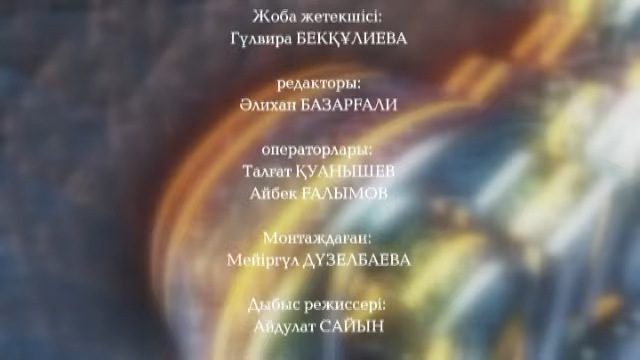 Жоба жетекшісі:
Гүлвира БЕКҚҰЛИЕВА
редакторы:
Әлихан БАЗАРҒАЛИ
операторлары:
Талғат ҚУАНЫШЕВ
Айбек ҒАЛЫМОВ
Монтаждаған:
Мейіргүл ДҮЗЕЛБАЕВА
Дыбыс режиссері:
Айдулат САЙЫН